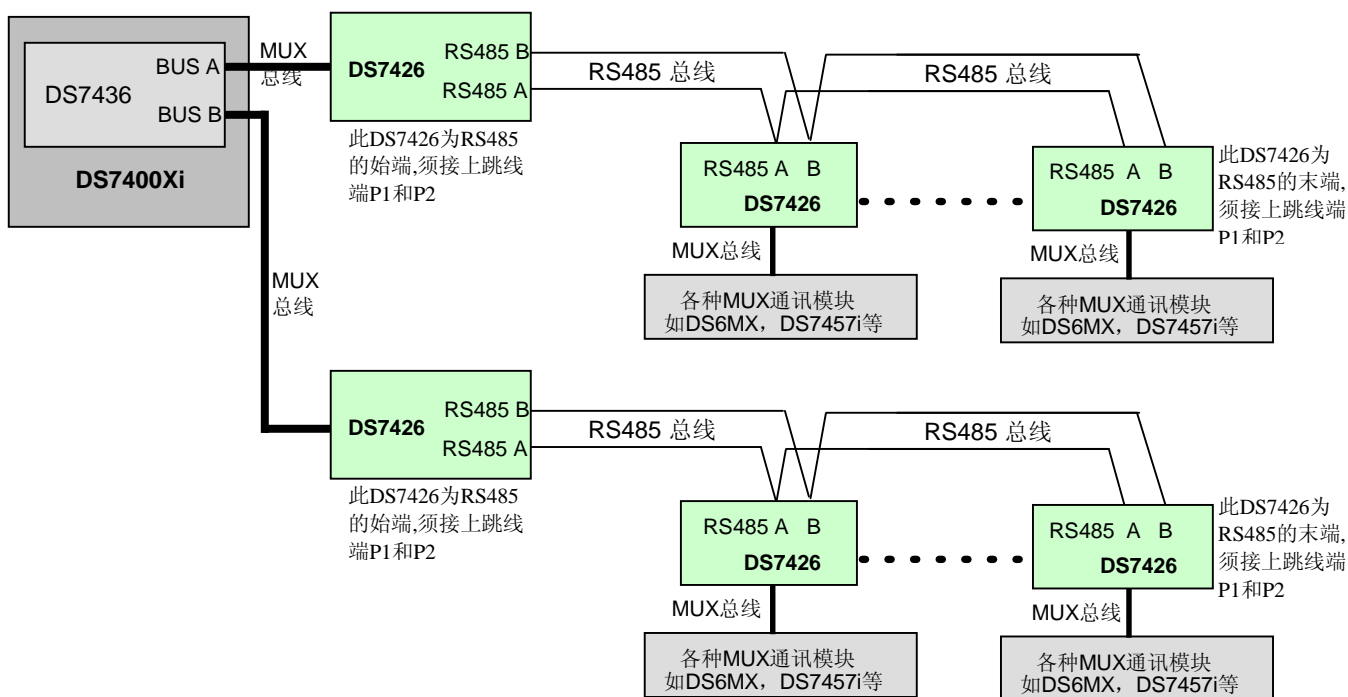 MUX
总线
BUS A
DS7436
BUS B
DS7400Xi
DS7426
RS485 B
RS485 A
此DS7426为RS485
的始端,须接上跳线
端P1和P2
RS485 总线
RS485 总线
RS485 A B
DS7426
RS485 A B
DS7426
此DS7426为
RS485的末端,
须接上跳线端
P1和P2
MUX总线
MUX总线
各种MUX通讯模块
如DS6MX，DS7457i等
各种MUX通讯模块
如DS6MX，DS7457i等
MUX
总线
DS7426
RS485 B
RS485 A
此DS7426为RS485
的始端,须接上跳线
端P1和P2
RS485 总线
RS485 总线
RS485 A B
DS7426
RS485 A B
DS7426
此DS7426为
RS485的末端,
须接上跳线端
P1和P2
MUX总线
MUX总线
各种MUX通讯模块
如DS6MX，DS7457i等
各种MUX通讯模块
如DS6MX，DS7457i等